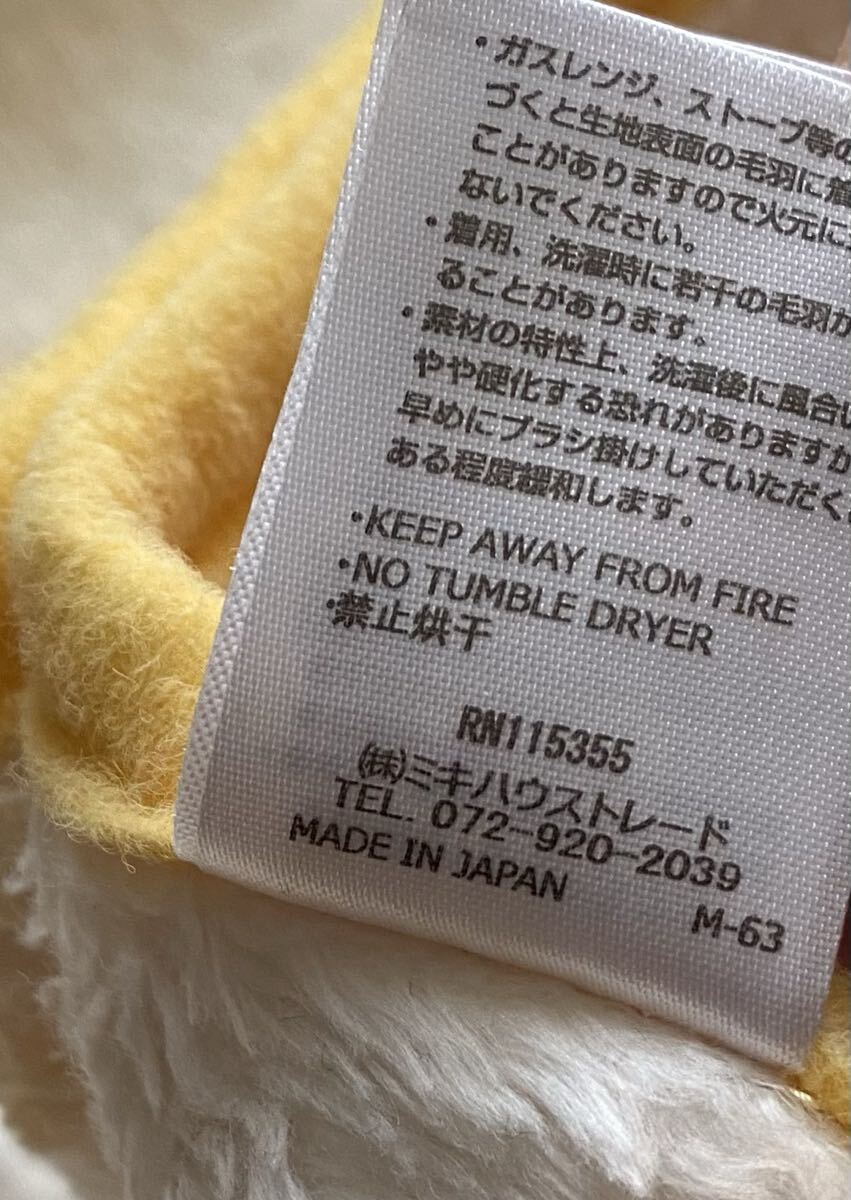 ・ガスレンジ、ストーブ等の
づくと生地表面の毛羽に着
ことがありますので火元に
ないでください。
・着用、洗濯時に若干の毛羽が
ることがあります。
・素材の特性上、洗濯後に風合い
やや硬化する恐れがありますが
早めにブラシ掛けしていただく
ある程度緩和します。
・KEEP AWAY FROM FIRE
・NO TUMBLE DRYER
・禁止烘干
RN115355
㈱ミキハウストレード
TEL. 072-920-2039
MADE IN JAPAN
M-63